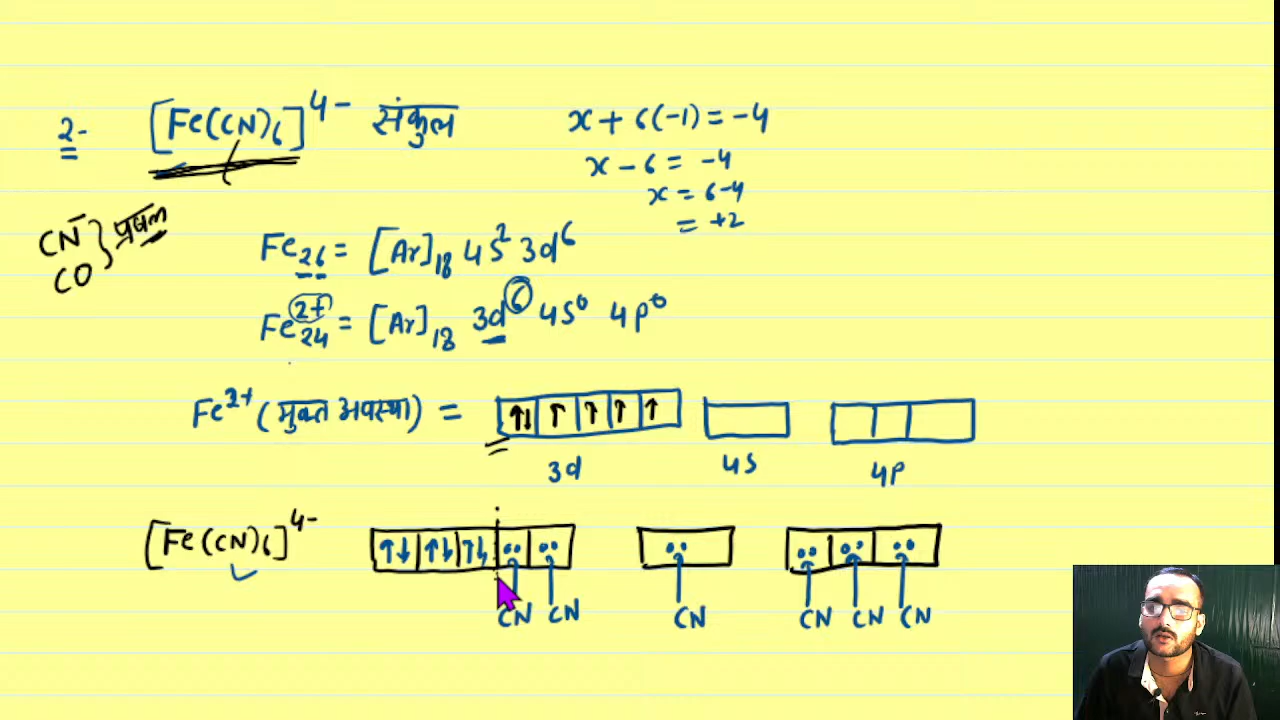 2- [Fe(CN)6]4- संकुल
x + 6(-1) = -4
x - 6 = -4
x = 6-4
= +2
CN-
CO } प्रबल
Fe26 = [Ar]18 4S2 3d6
Fe2+24 = [Ar]18 3d6 4S0 4P0
Fe2+ (मुक्त अवस्था) = ↑↓ ↑ ↑ ↑ ↑
3d 4S 4P
[Fe(CN)6]4- ↑↓ ↑↓ ↑↓ •• •• •• •• •• ••
CN CN CN CN CN CN